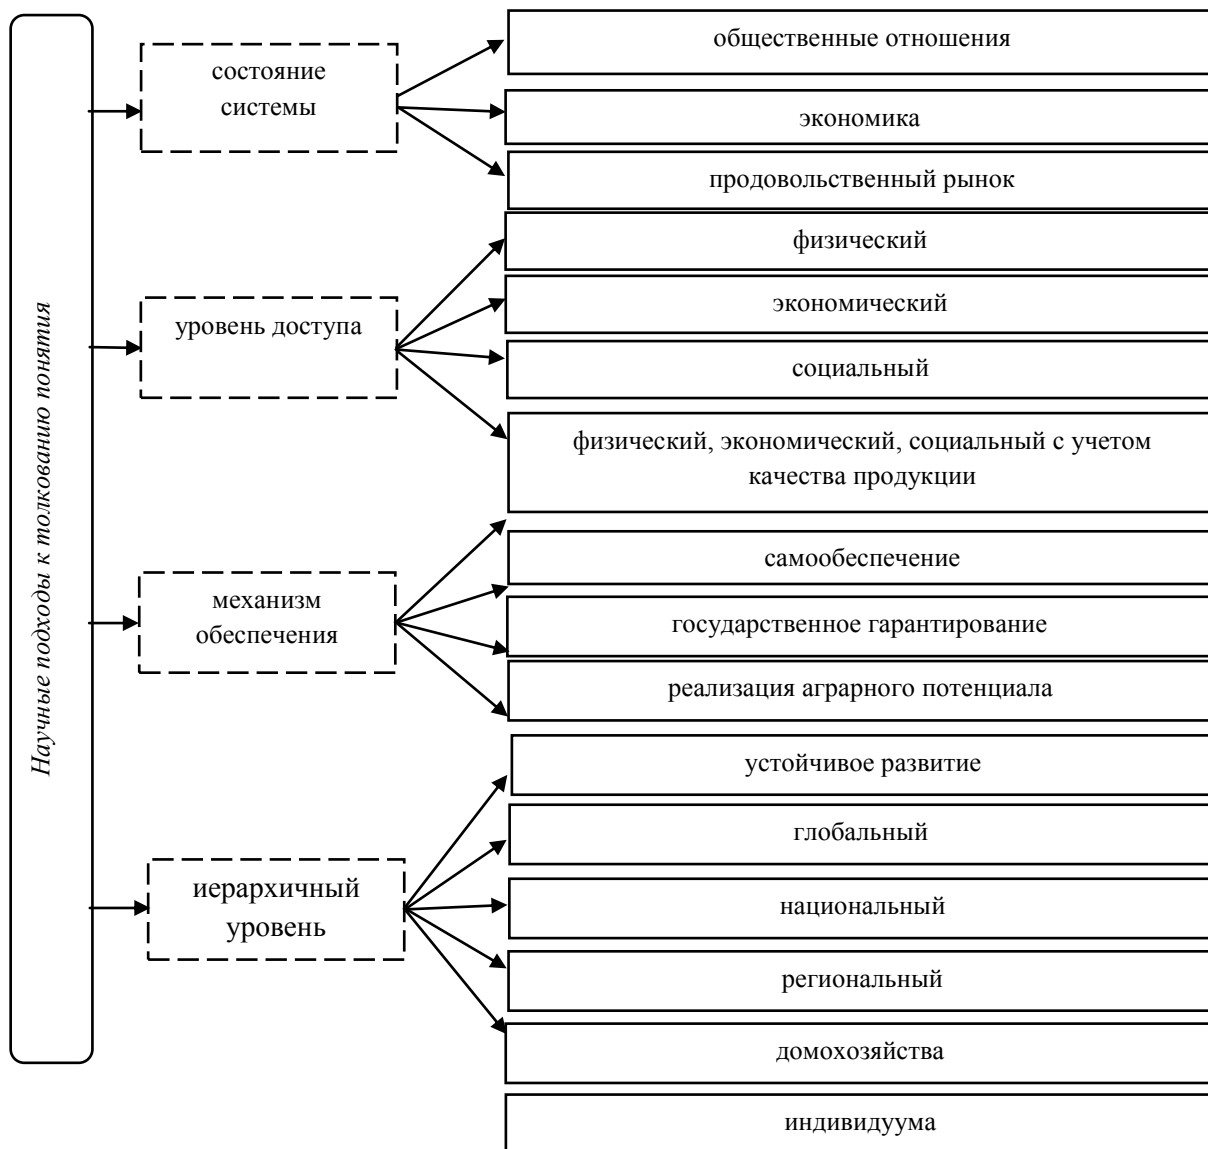 Научные подходы к толкованию понятия
состояние
системы
общественные отношения
экономика
продовольственный рынок
уровень доступа
физический
экономический
социальный
физический, экономический, социальный с учетом
качества продукции
механизм
обеспечения
самообеспечение
государственное гарантирование
реализация аграрного потенциала
устойчивое развитие
иерархичный
уровень
глобальный
национальный
региональный
домохозяйства
индивидуума